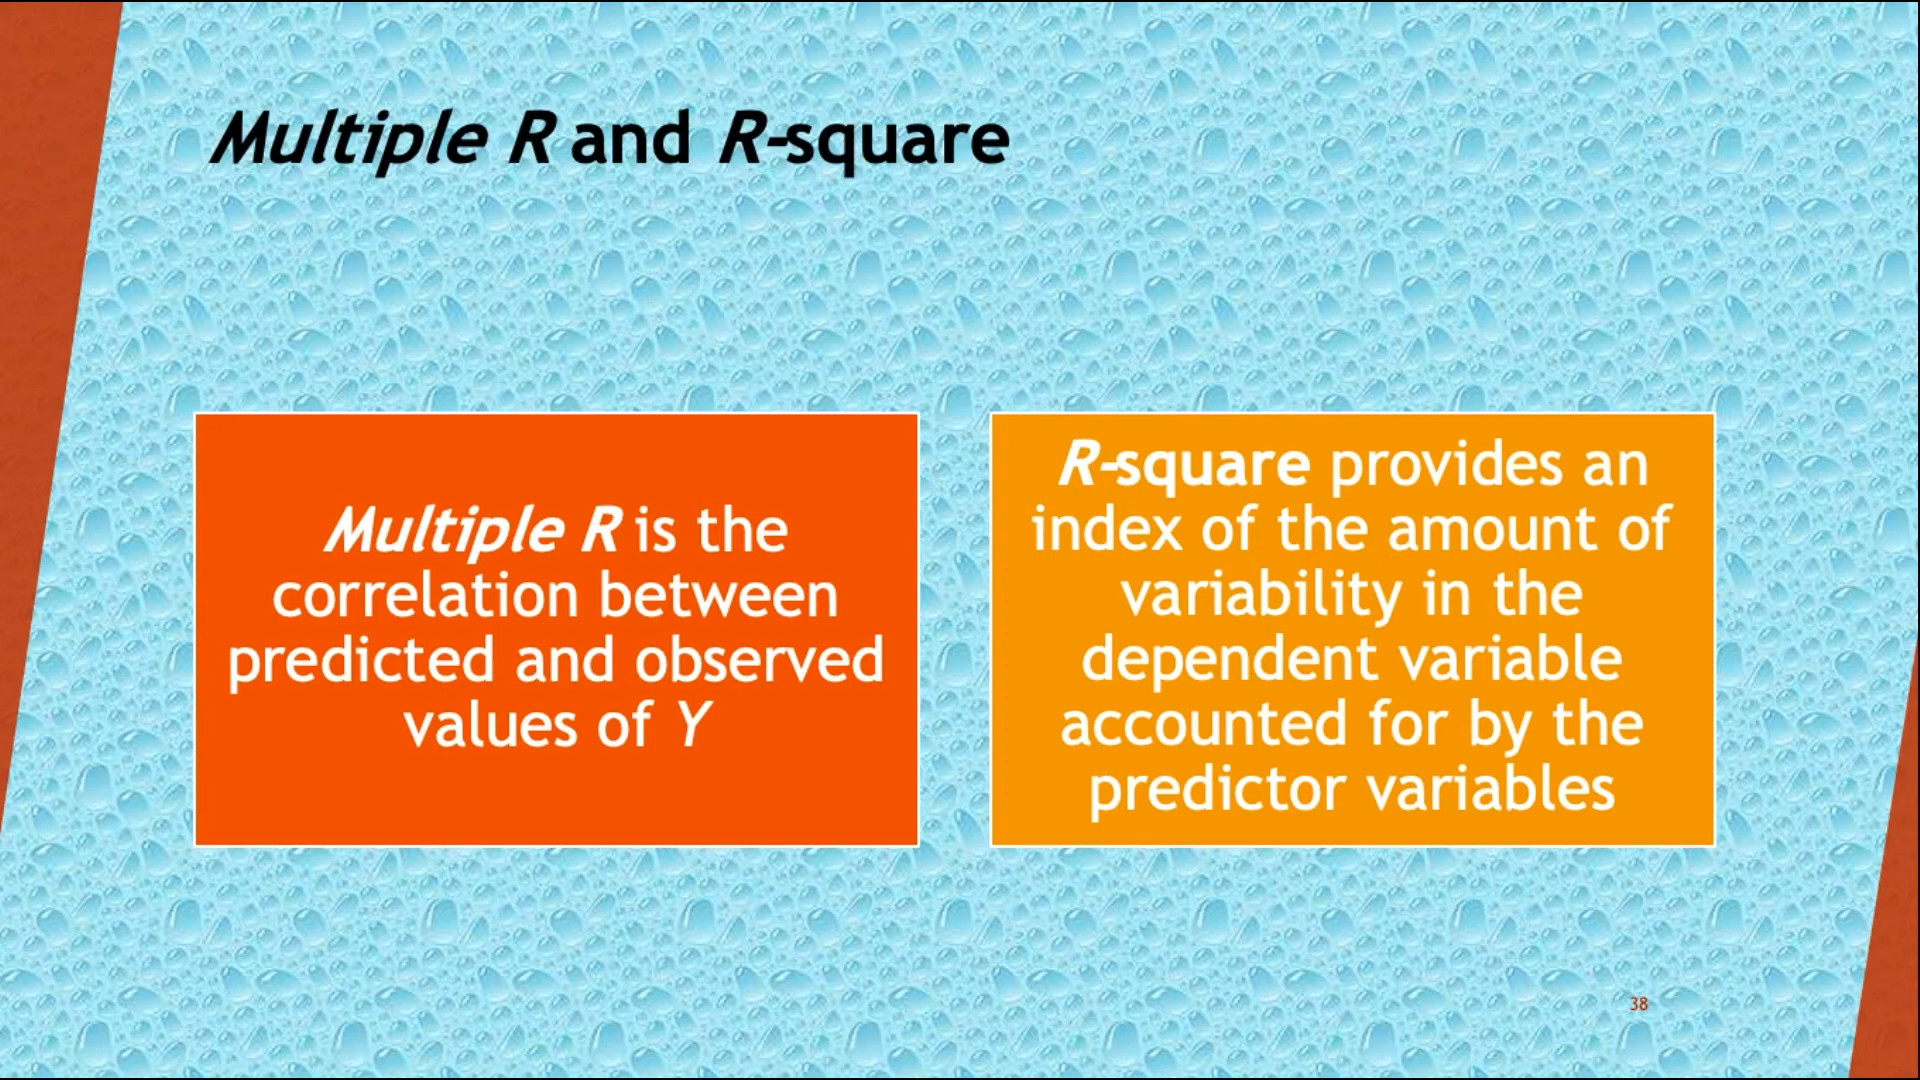 Multiple R and R-square
Multiple R is the
correlation between
predicted and observed
values of Y
R-square provides an
index of the amount of
variability in the
dependent variable
accounted for by the
predictor variables
38